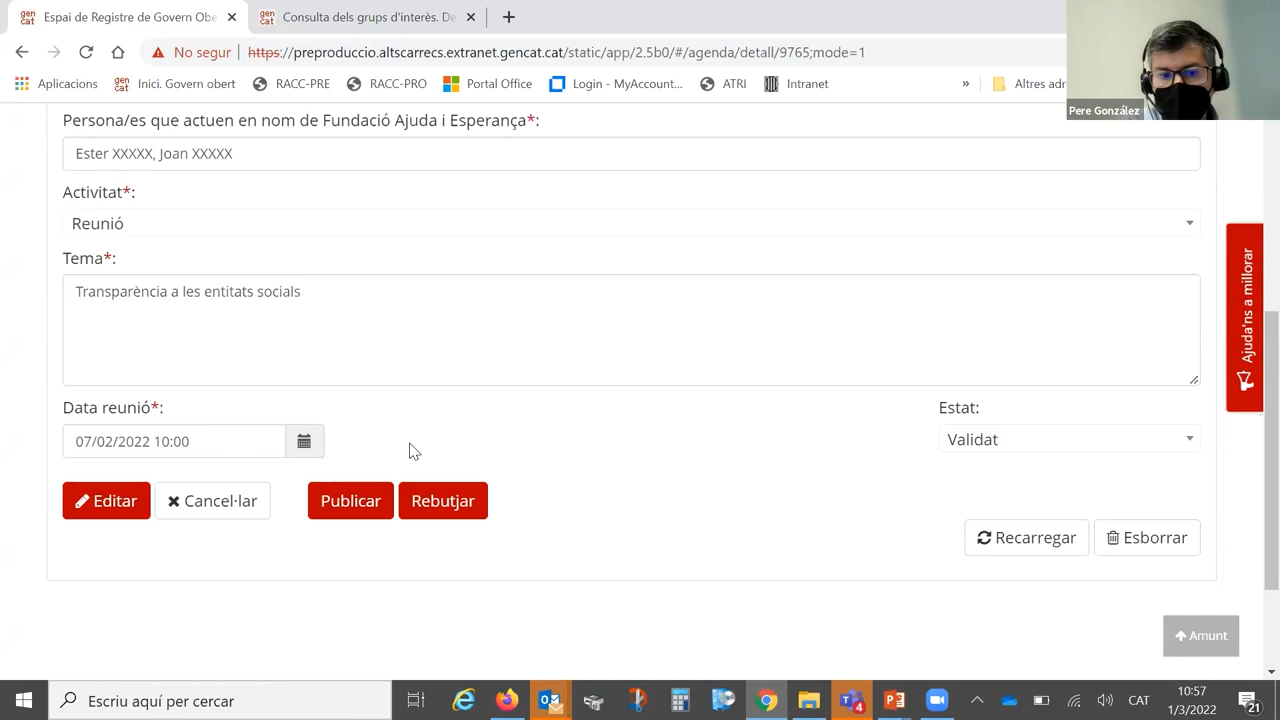 Espai de Registre de Govern Obe
Consulta dels grups d'interès. De
No segur
https://preproduccio.altscarrecs.extranet.gencat.cat/static/app/2.5b0/#/agenda/detall/9765;mode=1
Aplicacions
Inici. Govern obert
RACC-PRE
RACC-PRO
Portal Office
Login - MyAccount...
ATRI
Intranet
»
Altres adr
Pere González
Persona/es que actuen en nom de Fundació Ajuda i Esperança*:
Ester XXXXX, Joan XXXXX
Activitat*:
Reunió
Tema*:
Transparència a les entitats socials
Ajuda'ns a millorar
Data reunió*:
Estat:
07/02/2022 10:00
Validat
Editar
Cancel·lar
Publicar
Rebutjar
Recarregar
Esborrar
Amunt
Escriu aquí per cercar
CAT
10:57
1/3/2022
21